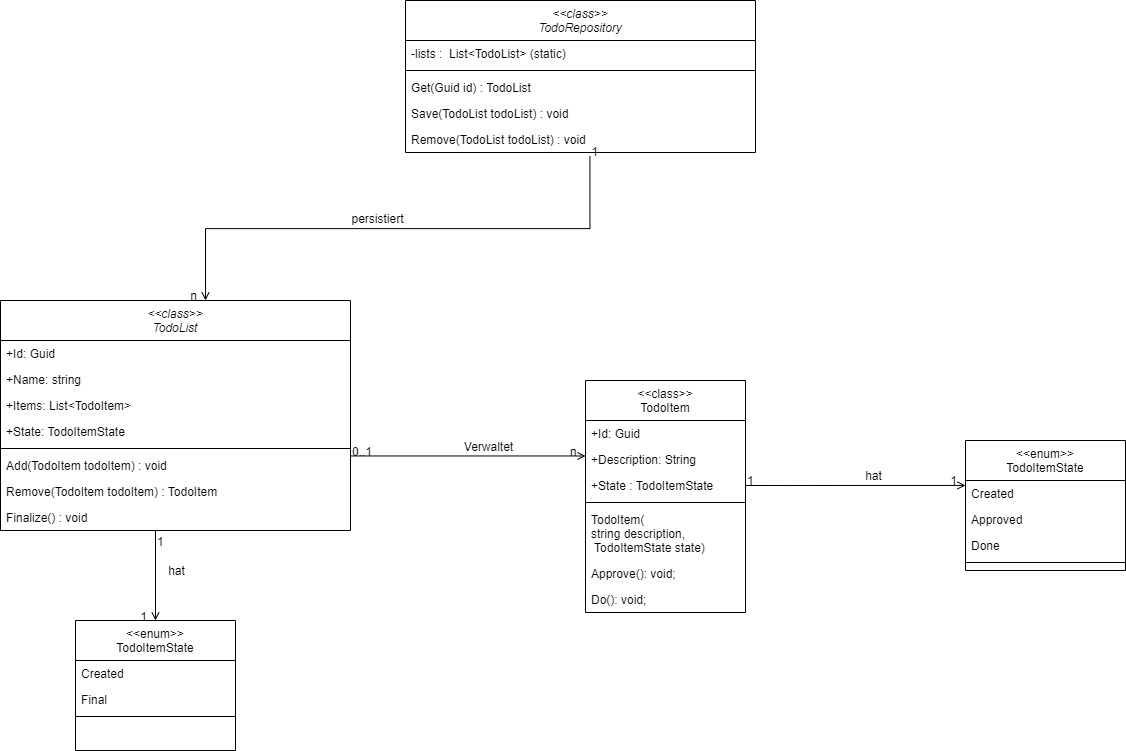 <<class>>
TodoRepository
-lists :  List<TodoList> (static)
Get(Guid id) : TodoList
Save(TodoList todoList) : void
Remove(TodoList todoList) : void
1
persistiert
n
<<class>>
TodoList
+Id: Guid
+Name: string
+Items: List<TodoItem>
+State: TodoItemState
Add(TodoItem todoItem) : void
Remove(TodoItem todoItem) : TodoItem
Finalize() : void
0..1
Verwaltet
n
<<class>>
TodoItem
+Id: Guid
+Description: String
+State : TodoItemState
TodoItem(
string description,
TodoItemState state)
Approve(): void;
Do(): void;
1
hat
1
<<enum>>
TodoItemState
Created
Approved
Done
1
hat
1
<<enum>>
TodoItemState
Created
Final